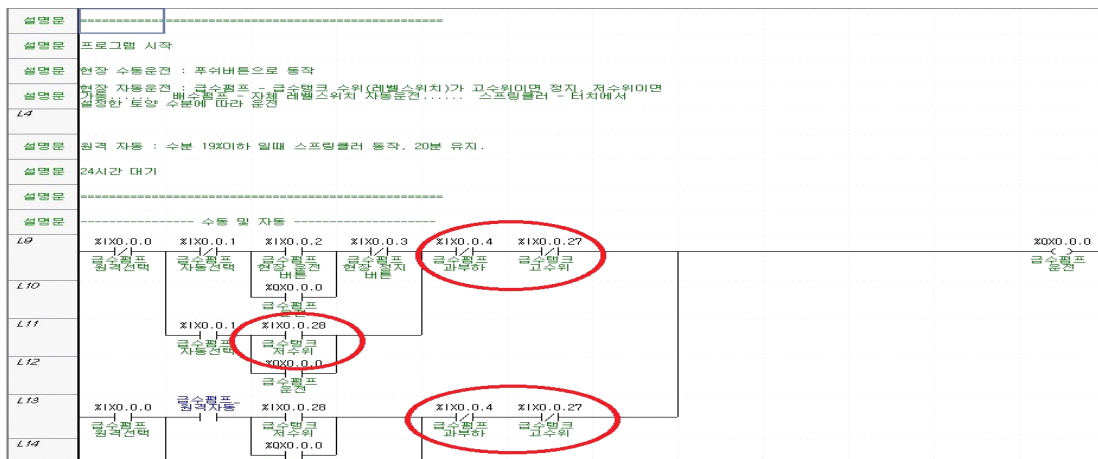 설명문 =====================================================
설명문 프로그램 시작
설명문 현장 수동운전 : 푸쉬버튼으로 동작
설명문 현장 자동운전 : 급수펌프 - 급수탱크 수위(레벨스위치)가 고수위이면 정지, 저수위이면
가동...... 배수펌프 - 자체 레벨스위치 자동운전...... 스프링클러 - 터치에서
설정한 토양 수분에 따라 운전
L4
설명문 원격 자동 : 수분 19%이하 일때 스프링클러 동작, 20분 유지.
설명문 24시간 대기
설명문 =====================================================
설명문 ---------------- 수동 및 자동 --------------------
L9 %IX0.0.0 %IX0.0.1 %IX0.0.2 %IX0.0.3 %IX0.0.4 %IX0.0.27 %QX0.0.0
급수펌프 급수펌프 급수펌프 급수펌프 급수펌프 급수탱크 급수펌프
원격선택 자동선택 현장 운전 현장 정지 과부하 고수위 운전
버튼 버튼
L10 %QX0.0.0
급수펌프
운전
L11 %IX0.0.1 %IX0.0.28
급수펌프 급수탱크
자동선택 저수위
L12 %QX0.0.0
급수펌프
운전
L13 %IX0.0.0 급수펌프_ %IX0.0.28 %IX0.0.4 %IX0.0.27
원격자동
급수펌프 급수탱크 급수펌프 급수탱크
원격선택 저수위 과부하 고수위
L14 %QX0.0.0